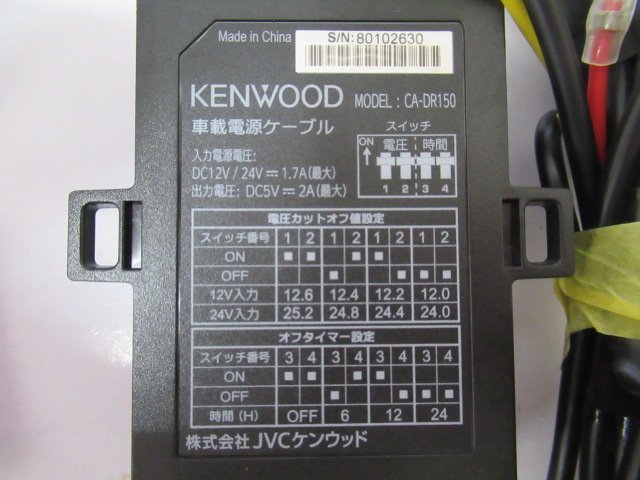 Made in China
S/N:80102630
KENWOOD MODEL : CA-DR150
車載電源ケーブル
スイッチ
入力電源電圧:
DC12V / 24V ⎓ 1.7A(最大)
出力電圧: DC5V ⎓ 2A(最大)
ON 電圧 時間
1 2 3 4
電圧カットオフ値設定
スイッチ番号 1 2 1 2 1 2 1 2
ON ■ ■ ■ ■
OFF ■ ■ ■ ■
12V入力 12.6 12.4 12.2 12.0
24V入力 25.2 24.8 24.4 24.0
オフタイマー設定
スイッチ番号 3 4 3 4 3 4 3 4
ON ■ ■ ■ ■
OFF ■ ■ ■ ■
時間 (H) OFF 6 12 24
株式会社JVCケンウッド